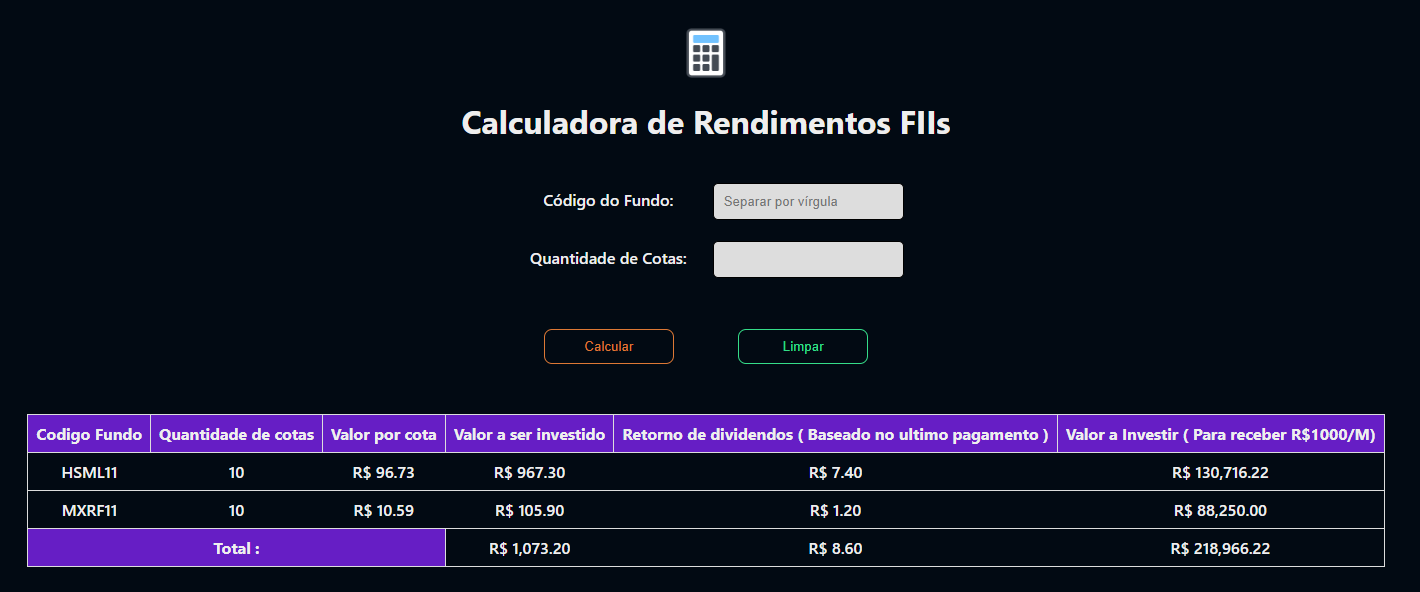 Calculadora de Rendimentos FIIs
Código do Fundo: Separar por vírgula
Quantidade de Cotas:
Calcular Limpar
Codigo Fundo Quantidade de cotas Valor por cota Valor a ser investido Retorno de dividendos ( Baseado no ultimo pagamento ) Valor a Investir ( Para receber R$1000/M)
HSML11 10 R$ 96.73 R$ 967.30 R$ 7.40 R$ 130,716.22
MXRF11 10 R$ 10.59 R$ 105.90 R$ 1.20 R$ 88,250.00
Total : R$ 1,073.20 R$ 8.60 R$ 218,966.22